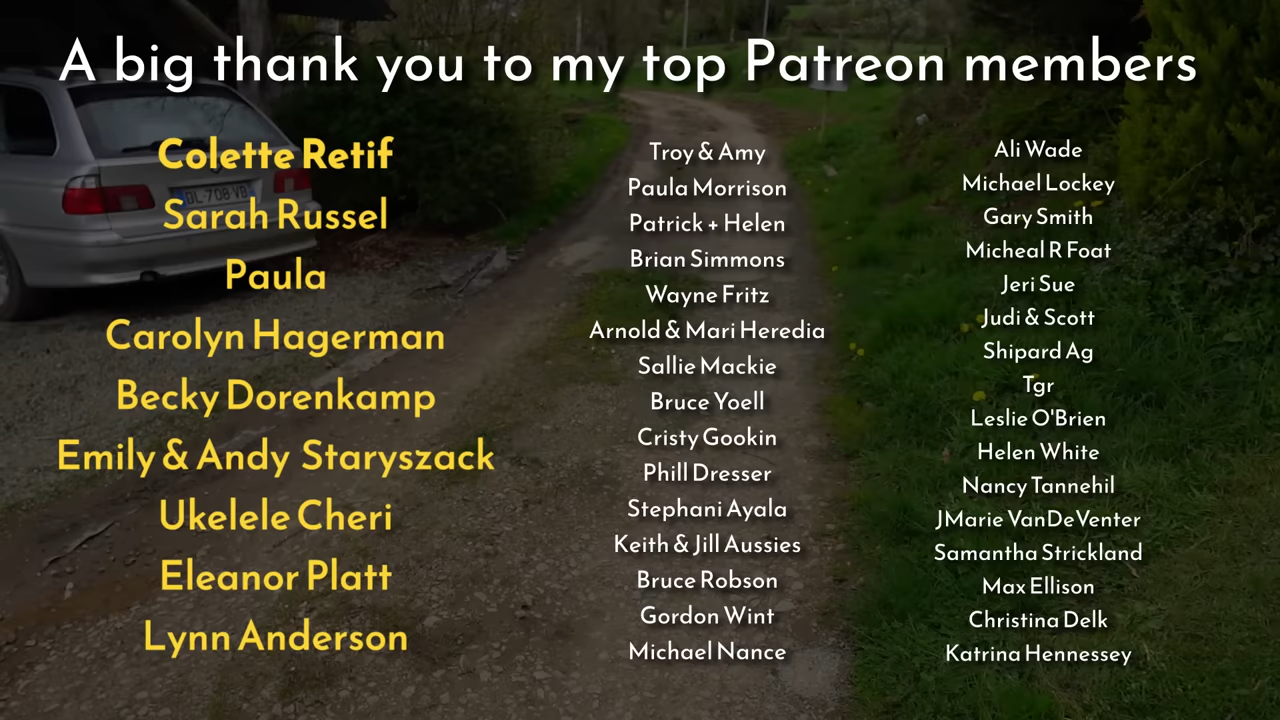 A big thank you to my top Patreon members
Colette Retif
Sarah Russel
Paula
Carolyn Hagerman
Becky Dorenkamp
Emily & Andy Staryszack
Ukelele Cheri
Eleanor Platt
Lynn Anderson
Troy & Amy
Paula Morrison
Patrick + Helen
Brian Simmons
Wayne Fritz
Arnold & Mari Heredia
Sallie Mackie
Bruce Yoell
Cristy Gookin
Phill Dresser
Stephani Ayala
Keith & Jill Aussies
Bruce Robson
Gordon Wint
Michael Nance
Ali Wade
Michael Lockey
Gary Smith
Micheal R Foat
Jeri Sue
Judi & Scott
Shipard Ag
Tgr
Leslie O'Brien
Helen White
Nancy Tannehil
JMarie VanDeVenter
Samantha Strickland
Max Ellison
Christina Delk
Katrina Hennessey
DL-708-VB